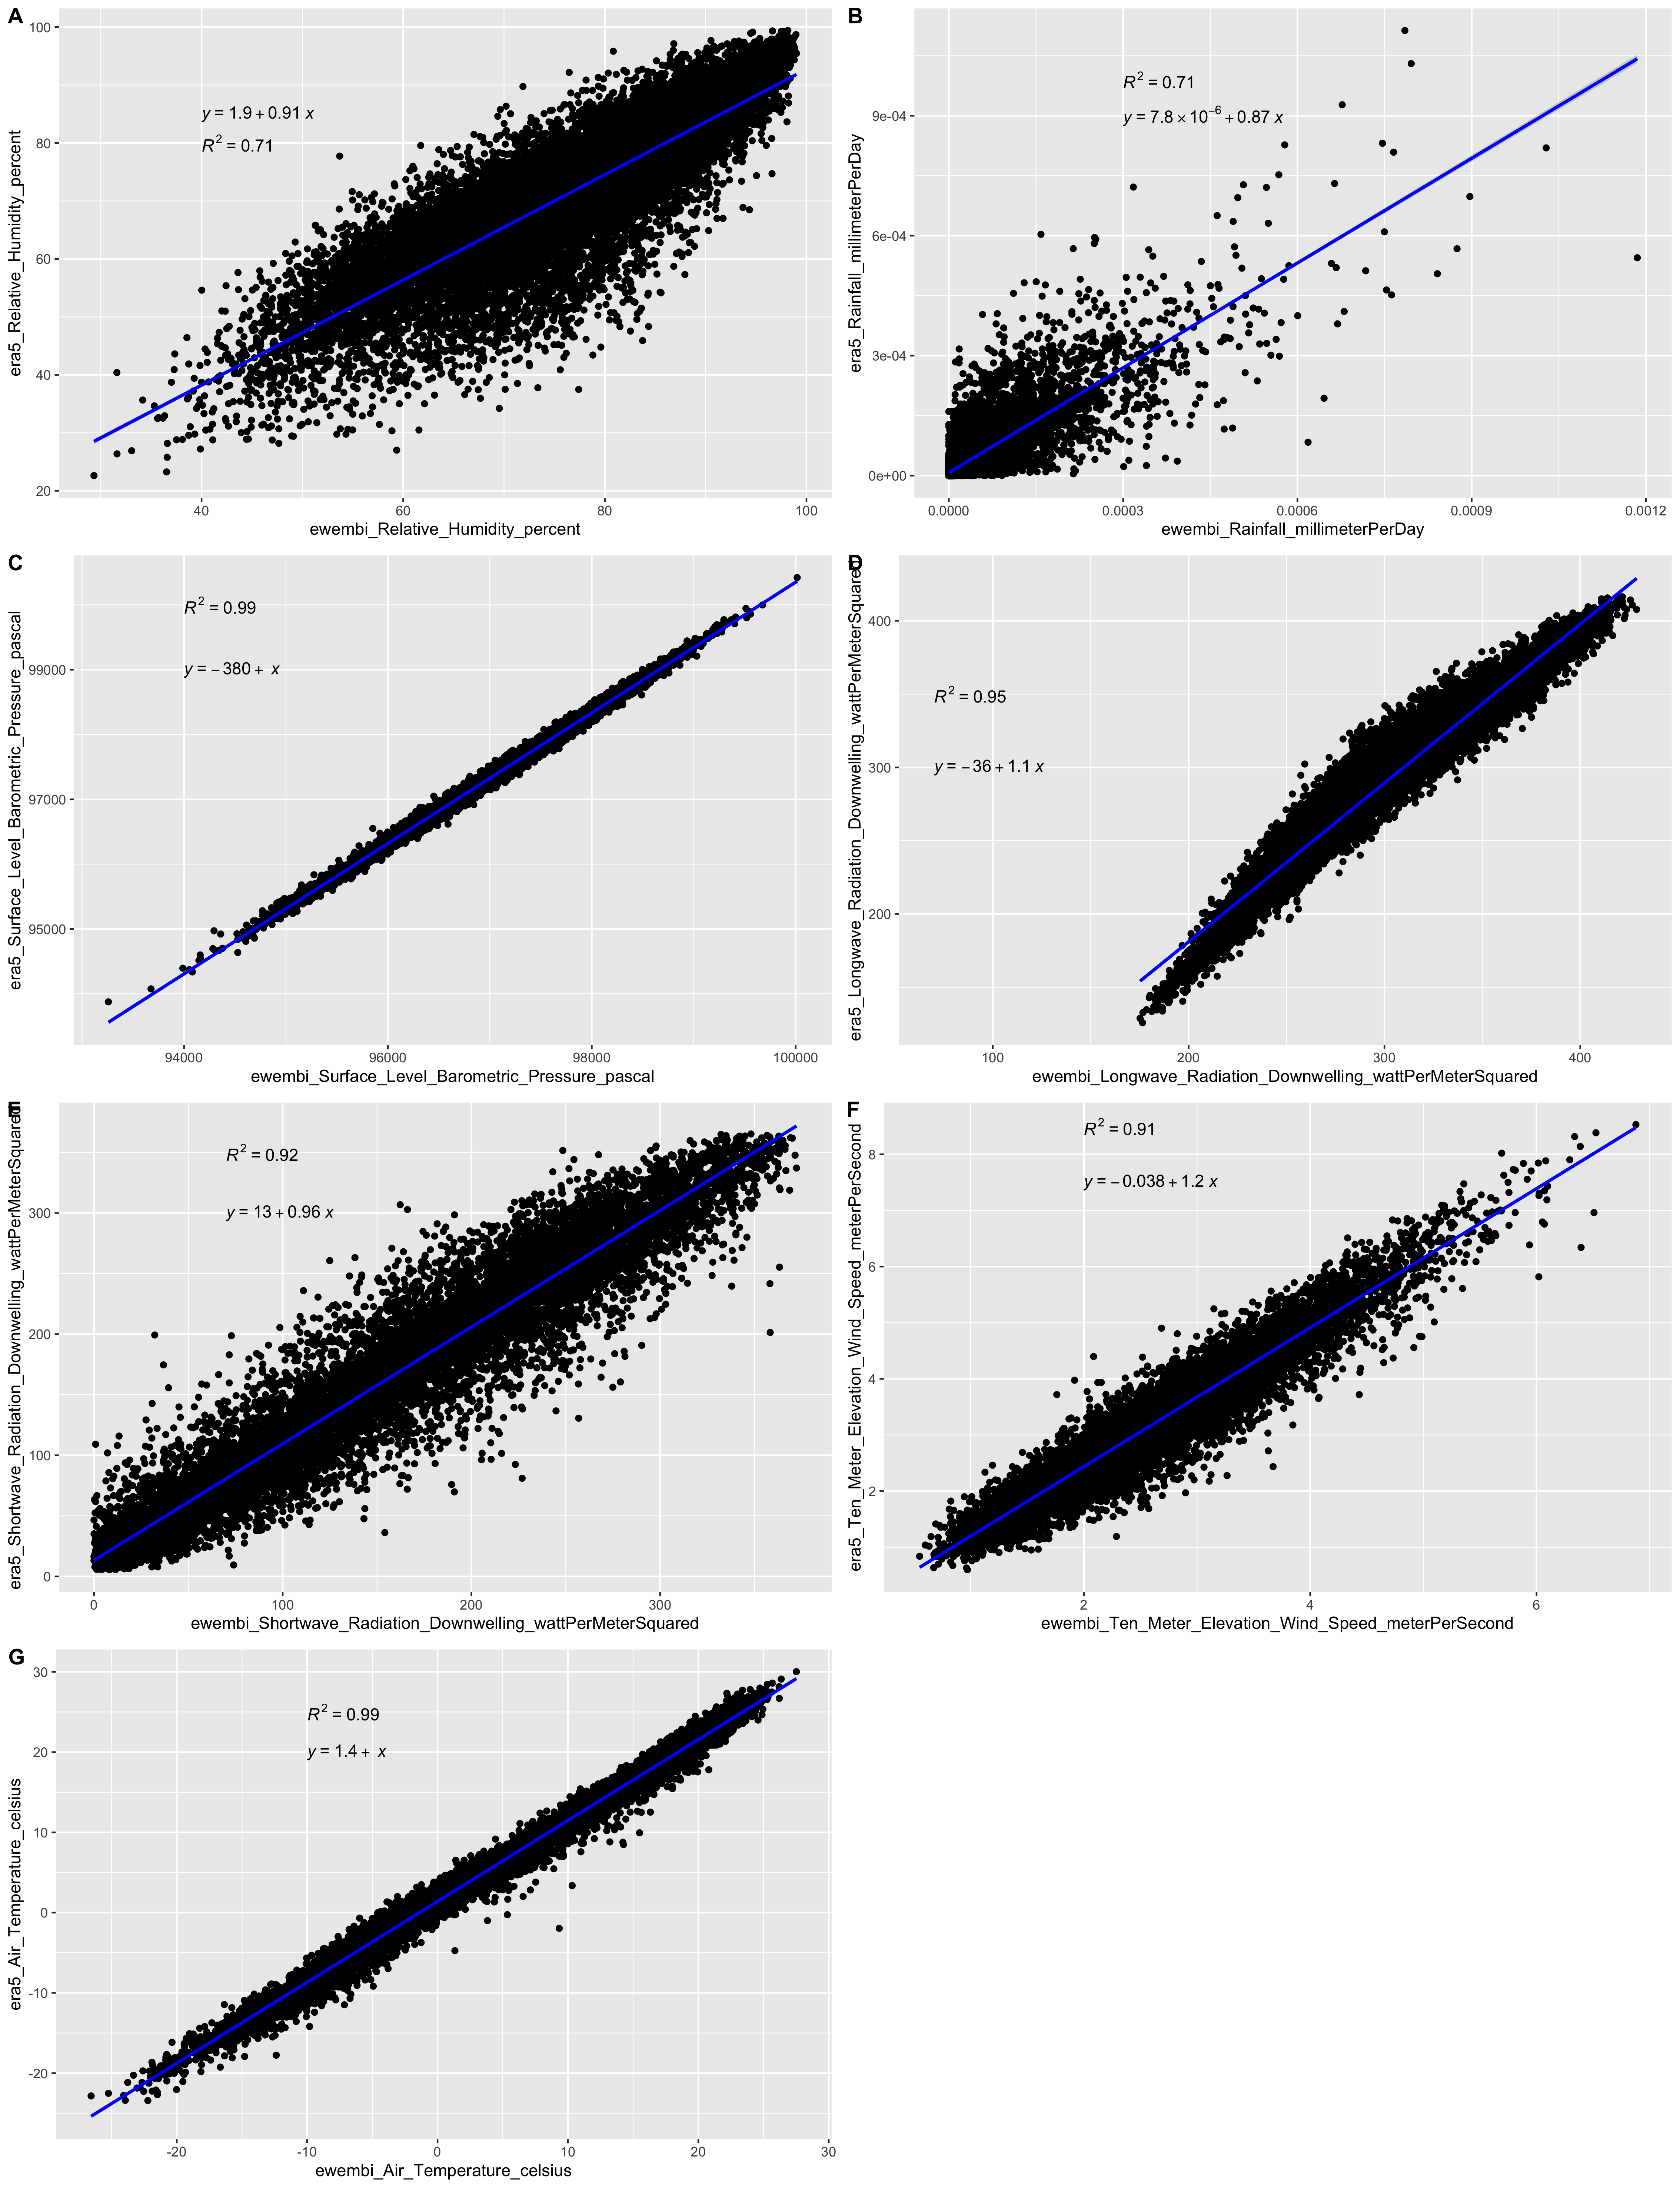 A
100
80
60
40
20
y = 1.9 + 0.91 x
R² = 0.71
40 60 80 100
ewembi_Relative_Humidity_percent
era5_Relative_Humidity_percent
B
9e-04
6e-04
3e-04
0e+00
R² = 0.71
y = 7.8 × 10⁻⁶ + 0.87 x
0.0000 0.0003 0.0006 0.0009 0.0012
ewembi_Rainfall_millimeterPerDay
era5_Rainfall_millimeterPerDay
C
99000
97000
95000
R² = 0.99
y = −380 + x
94000 96000 98000 100000
ewembi_Surface_Level_Barometric_Pressure_pascal
era5_Surface_Level_Barometric_Pressure_pascal
D
400
300
200
R² = 0.95
y = −36 + 1.1 x
100 200 300 400
ewembi_Longwave_Radiation_Downwelling_wattPerMeterSquared
era5_Longwave_Radiation_Downwelling_wattPerMeterSquared
E
300
200
100
0
R² = 0.92
y = 13 + 0.96 x
0 100 200 300
ewembi_Shortwave_Radiation_Downwelling_wattPerMeterSquared
era5_Shortwave_Radiation_Downwelling_wattPerMeterSquared
F
8
6
4
2
R² = 0.91
y = −0.038 + 1.2 x
2 4 6
ewembi_Ten_Meter_Elevation_Wind_Speed_meterPerSecond
era5_Ten_Meter_Elevation_Wind_Speed_meterPerSecond
G
30
20
10
0
-10
-20
R² = 0.99
y = 1.4 + x
-20 -10 0 10 20 30
ewembi_Air_Temperature_celsius
era5_Air_Temperature_celsius